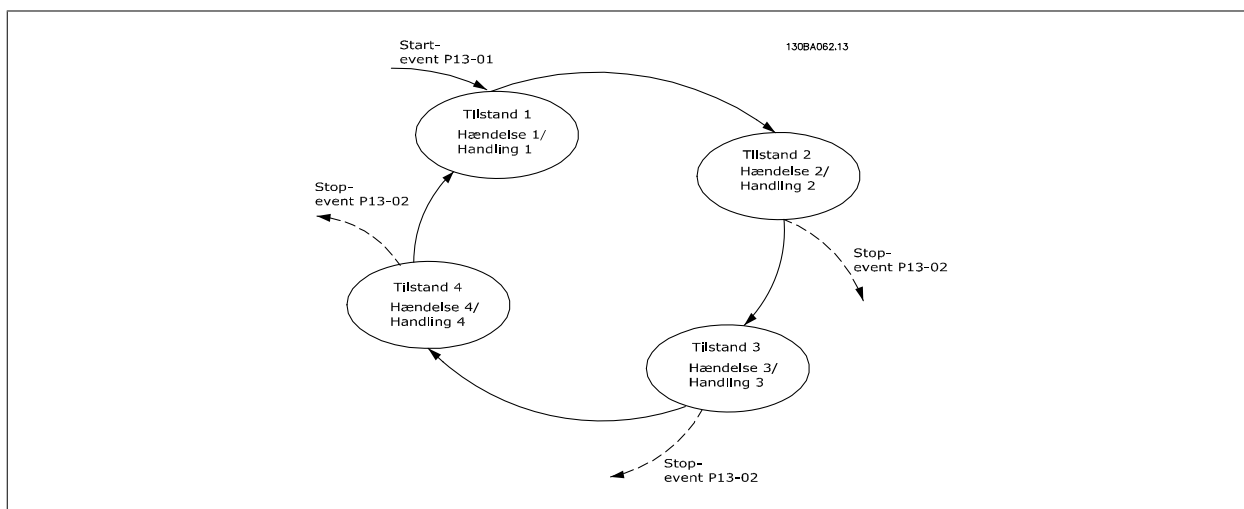 Start-
event P13-01
130BA062.13
Tilstand 1
Hændelse 1/
Handling 1
Tilstand 2
Hændelse 2/
Handling 2
Stop-
event P13-02
Stop-
event P13-02
Tilstand 4
Hændelse 4/
Handling 4
Tilstand 3
Hændelse 3/
Handling 3
Stop-
event P13-02